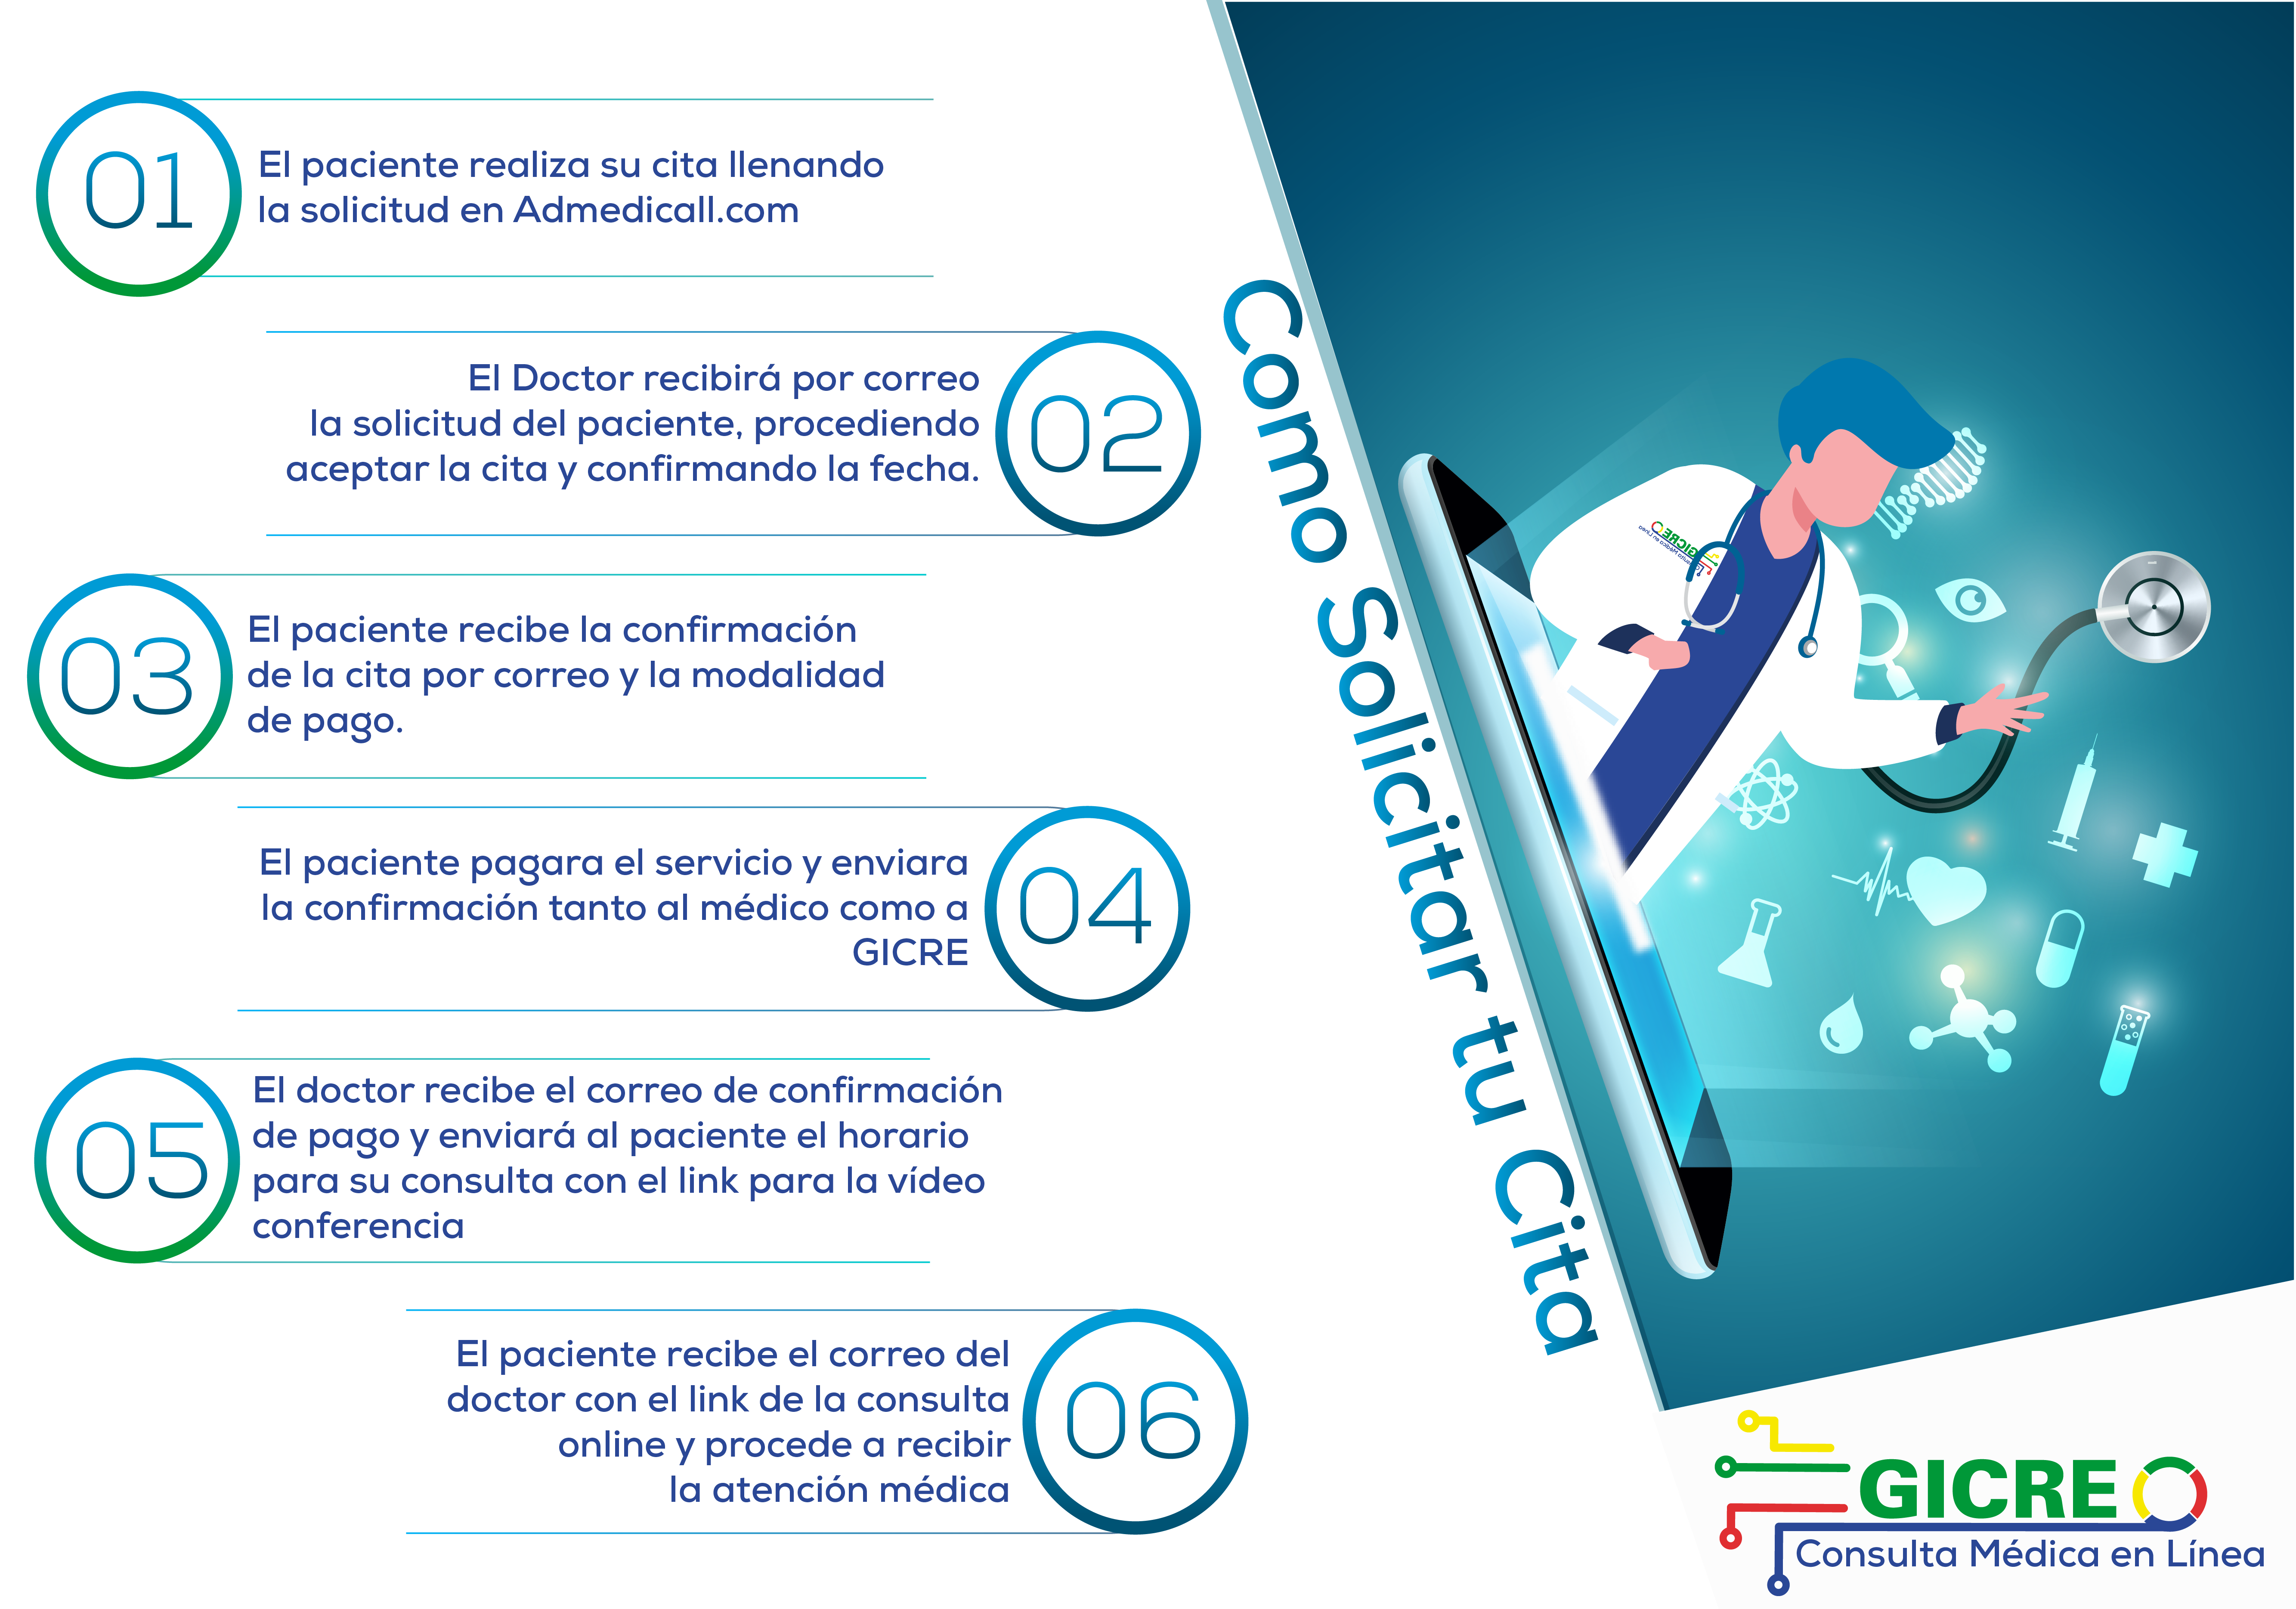 01
El paciente realiza su cita llenando
la solicitud en Admedicall.com
El Doctor recibirá por correo
la solicitud del paciente, procediendo
aceptar la cita y confirmando la fecha.
02
03
El paciente recibe la confirmación
de la cita por correo y la modalidad
de pago.
El paciente pagara el servicio y enviara
la confirmación tanto al médico como a
GICRE
04
05
El doctor recibe el correo de confirmación
de pago y enviará al paciente el horario
para su consulta con el link para la vídeo
conferencia
El paciente recibe el correo del
doctor con el link de la consulta
online y procede a recibir
la atención médica
06
Como Solicitar tu Cita
GICRE
Consulta Médica en Línea
GICRE
Consulta Médica en Línea